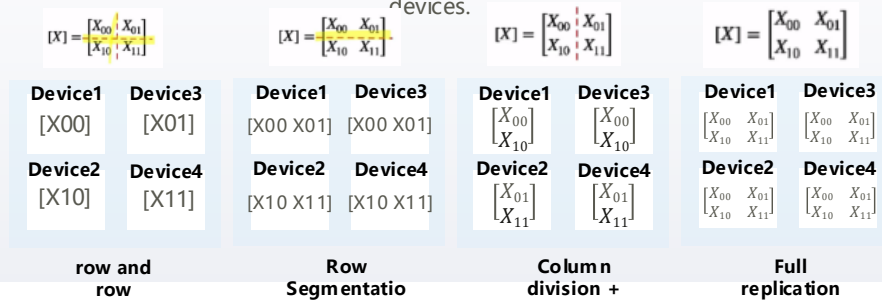 devices.
[X] = [X₀₀ X₀₁
X₁₀ X₁₁]
[X] = [X₀₀ X₀₁
X₁₀ X₁₁]
[X] = [X₀₀ X₀₁
X₁₀ X₁₁]
[X] = [X₀₀ X₀₁
X₁₀ X₁₁]
Device1 Device3
[X00] [X01]
Device2 Device4
[X10] [X11]
row and
row
Device1 Device3
[X00 X01] [X00 X01]
Device2 Device4
[X10 X11] [X10 X11]
Row
Segmentatio
Device1 Device3
[X₀₀ [X₀₀
X₁₀] X₁₀]
Device2 Device4
[X₀₁ [X₀₁
X₁₁] X₁₁]
Column
division +
Device1 Device3
[X₀₀ X₀₁ [X₀₀ X₀₁
X₁₀ X₁₁] X₁₀ X₁₁]
Device2 Device4
[X₀₀ X₀₁ [X₀₀ X₀₁
X₁₀ X₁₁] X₁₀ X₁₁]
Full
replication